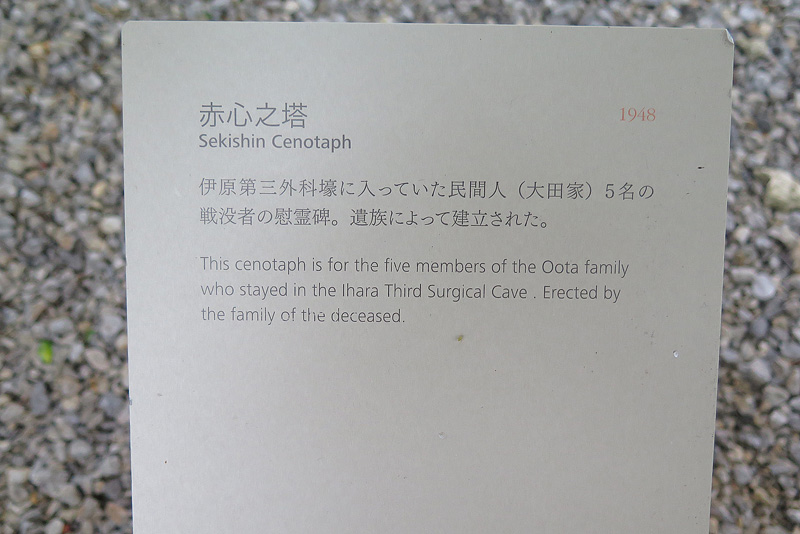 赤心之塔
1948
Sekishin Cenotaph
伊原第三外科壕に入っていた民間人（大田家）5名の
戦没者の慰霊碑。遺族によって建立された。
This cenotaph is for the five members of the Oota family
who stayed in the Ihara Third Surgical Cave . Erected by
the family of the deceased.